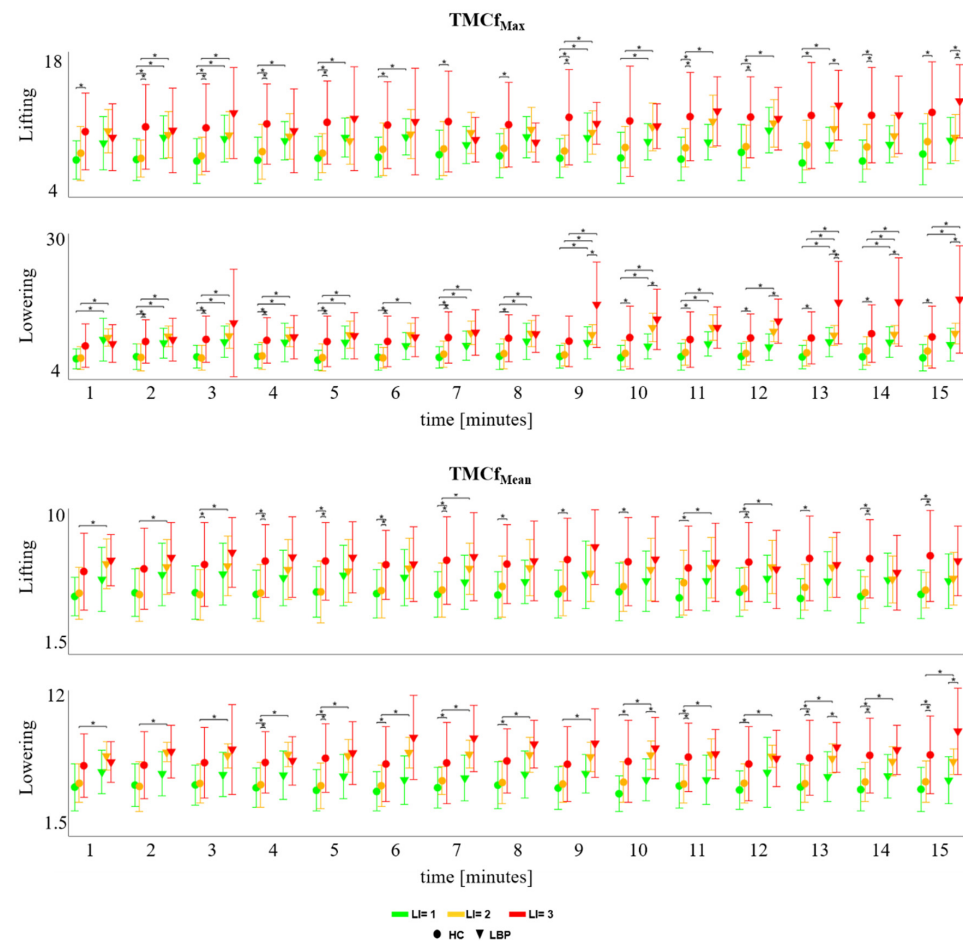 TMCfMax
18
Lifting
4
30
Lowering
4
1 2 3 4 5 6 7 8 9 10 11 12 13 14 15
time [minutes]
TMCfMean
10
Lifting
1.5
12
Lowering
1.5
1 2 3 4 5 6 7 8 9 10 11 12 13 14 15
time [minutes]
LI= 1 LI= 2 LI= 3
HC LBP